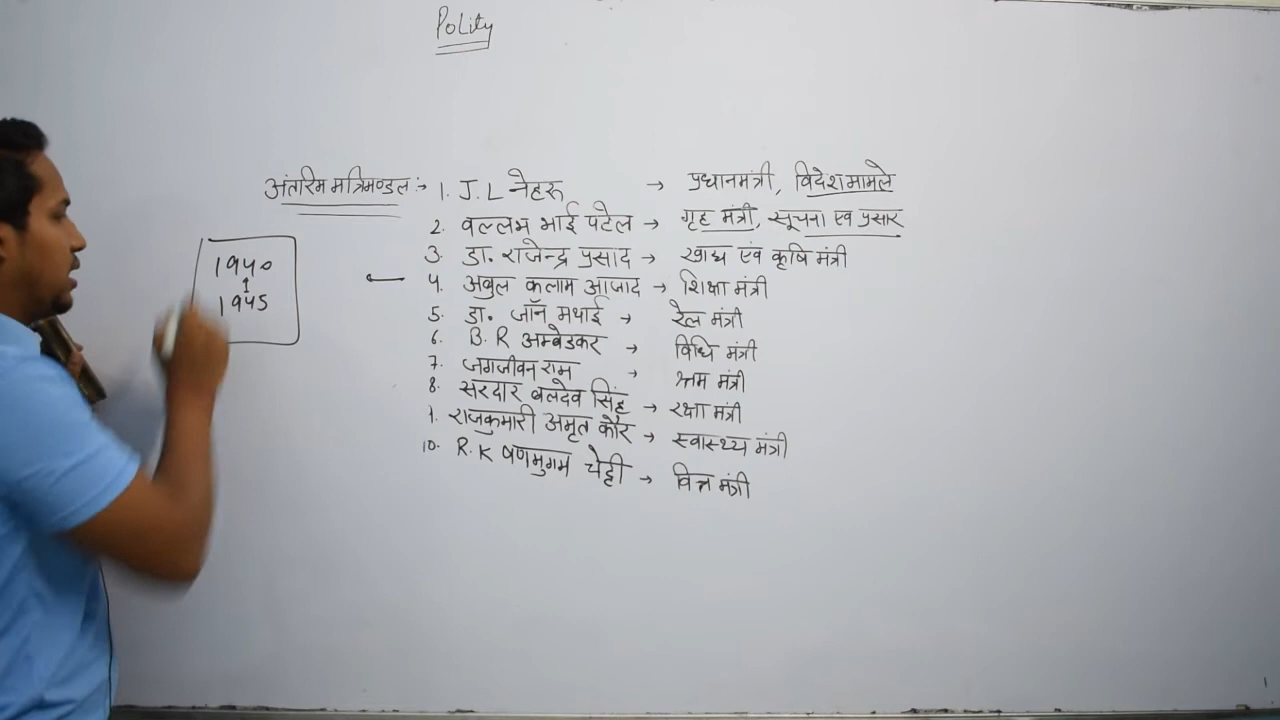 Polity
अंतरिम मत्रिमण्डल :→ 1. J. L नेहरू → प्रधानमंत्री, विदेश मामले
2. वल्लभ भाई पटेल → गृह मंत्री, सूचना एवं प्रसार
3. डा. राजेन्द्र प्रसाद → खाद्य एवं कृषि मंत्री
4. अबुल कलाम आजाद → शिक्षा मंत्री
5. डा. जॉन मथाई → रेल मंत्री
6. B. R अम्बेडकर → विधि मंत्री
7. जगजीवन राम → श्रम मंत्री
8. सरदार बलदेव सिंह → रक्षा मंत्री
1. राजकुमारी अमृत कौर → स्वास्थ्य मंत्री
10. R. K षणमुगम चेट्टी → वित्त मंत्री
1940
↑
1945